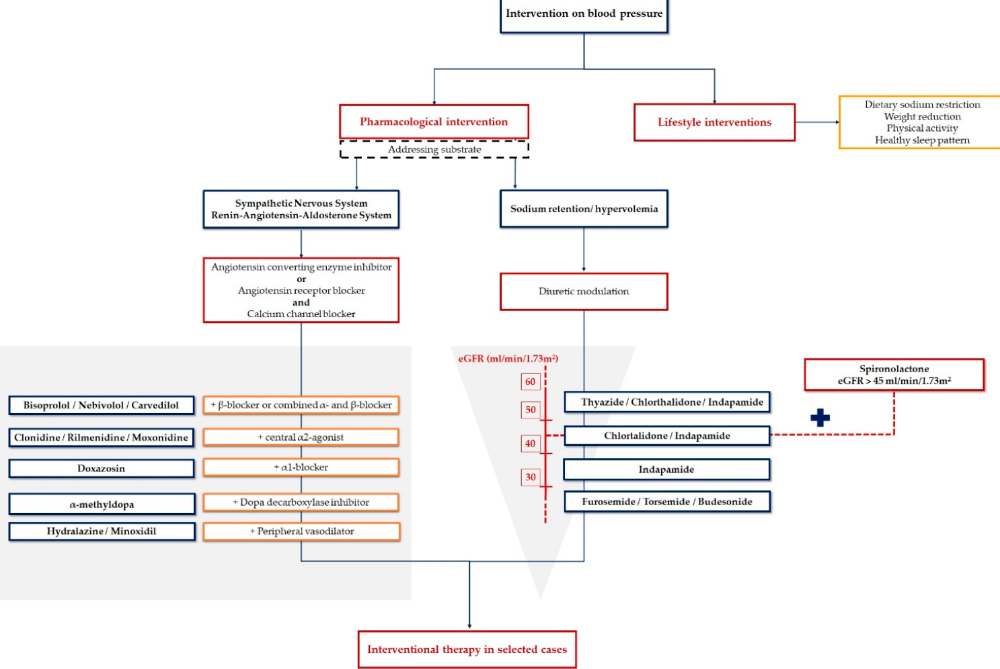 Intervention on blood pressure
Pharmacological intervention
Addressing substrate
Lifestyle interventions
Dietary sodium restriction
Weight reduction
Physical activity
Healthy sleep pattern
Sympathetic Nervous System
Renin-Angiotensin-Aldosterone System
Sodium retention/ hypervolemia
Angiotensin converting enzyme inhibitor
or
Angiotensin receptor blocker
and
Calcium channel blocker
Diuretic modulation
Bisoprolol / Nebivolol / Carvedilol
+ β-blocker or combined α- and β-blocker
Clonidine / Rilmenidine / Moxonidine
+ central α2-agonist
Doxazosin
+ α1-blocker
α-methyldopa
+ Dopa decarboxylase inhibitor
Hydralazine / Minoxidil
+ Peripheral vasodilator
eGFR (ml/min/1.73m²)
60
50
40
30
Thyazide / Chlorthalidone / Indapamide
Chlortalidone / Indapamide
Indapamide
Furosemide / Torsemide / Budesonide
Spironolactone
eGFR > 45 ml/min/1.73m²
Interventional therapy in selected cases